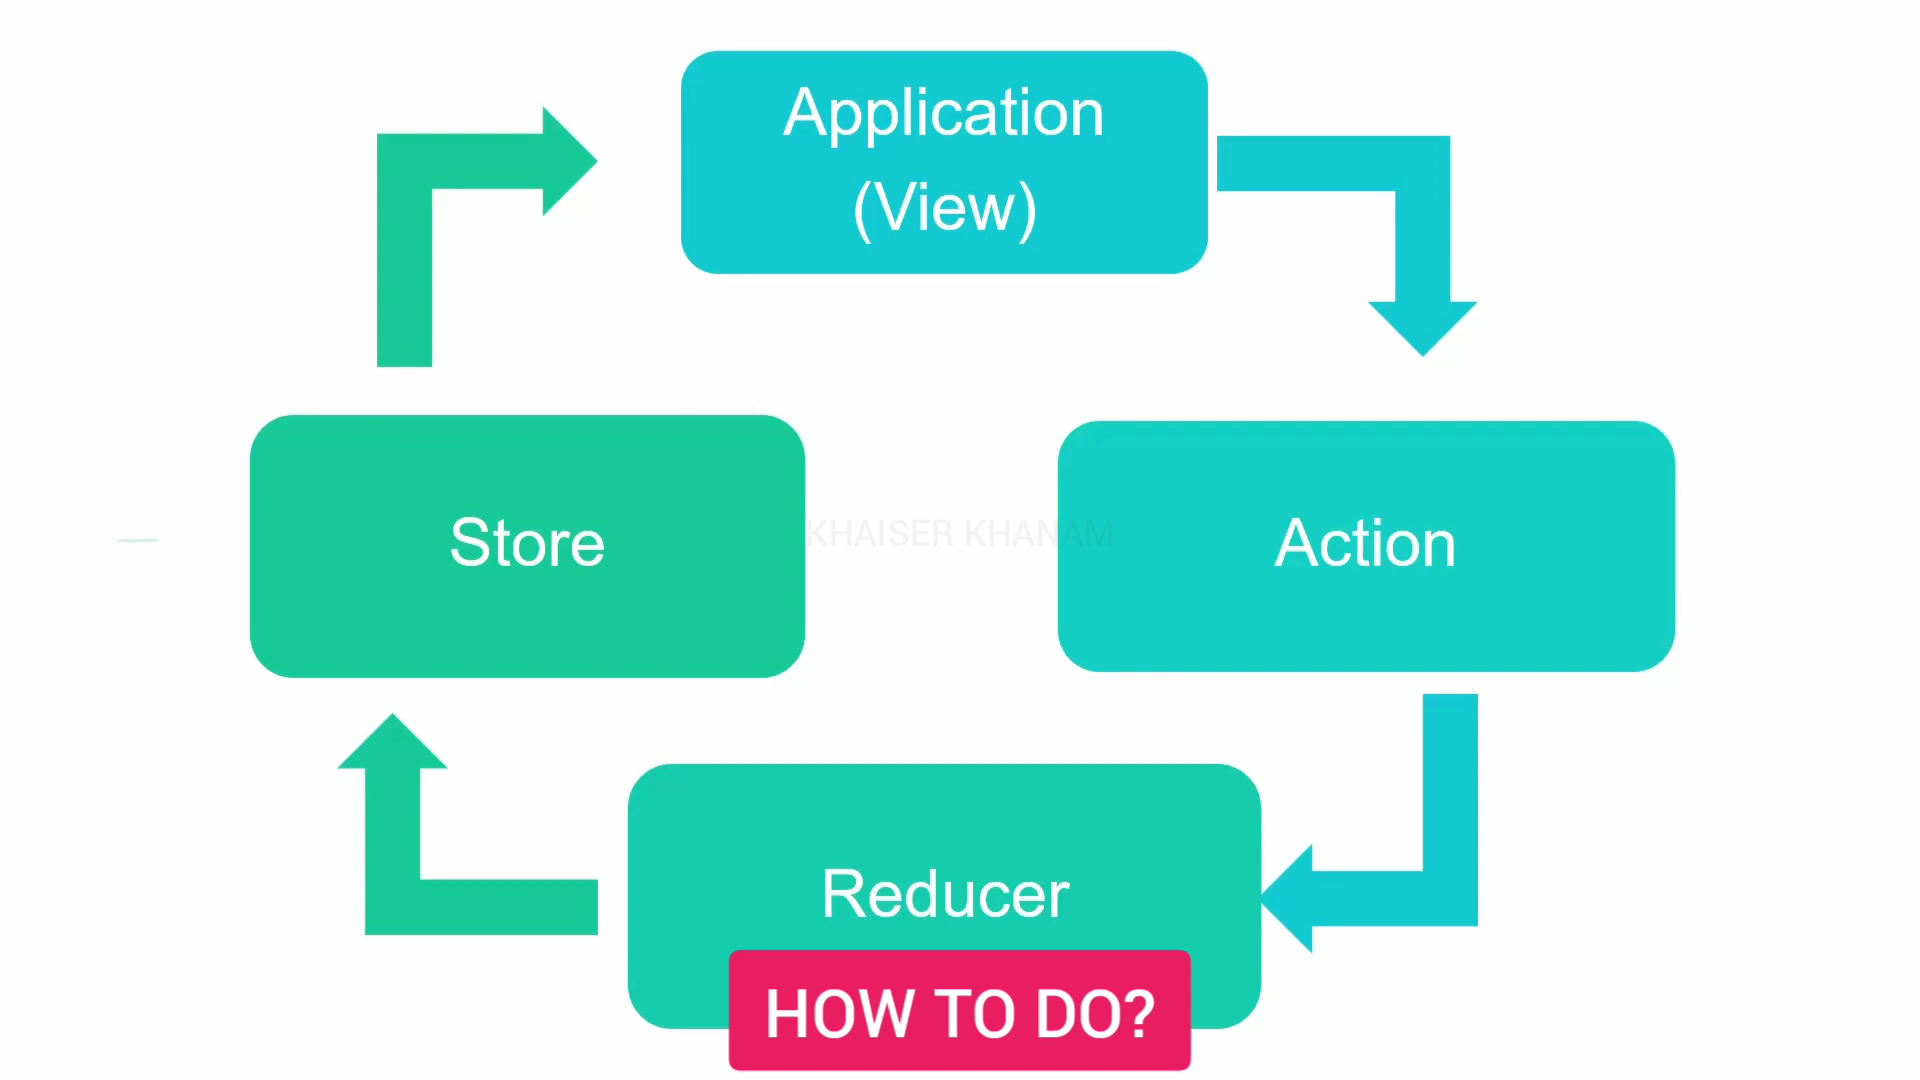 Application
(View)
Store
KHAISER KHANAM
Action
Reducer
HOW TO DO?